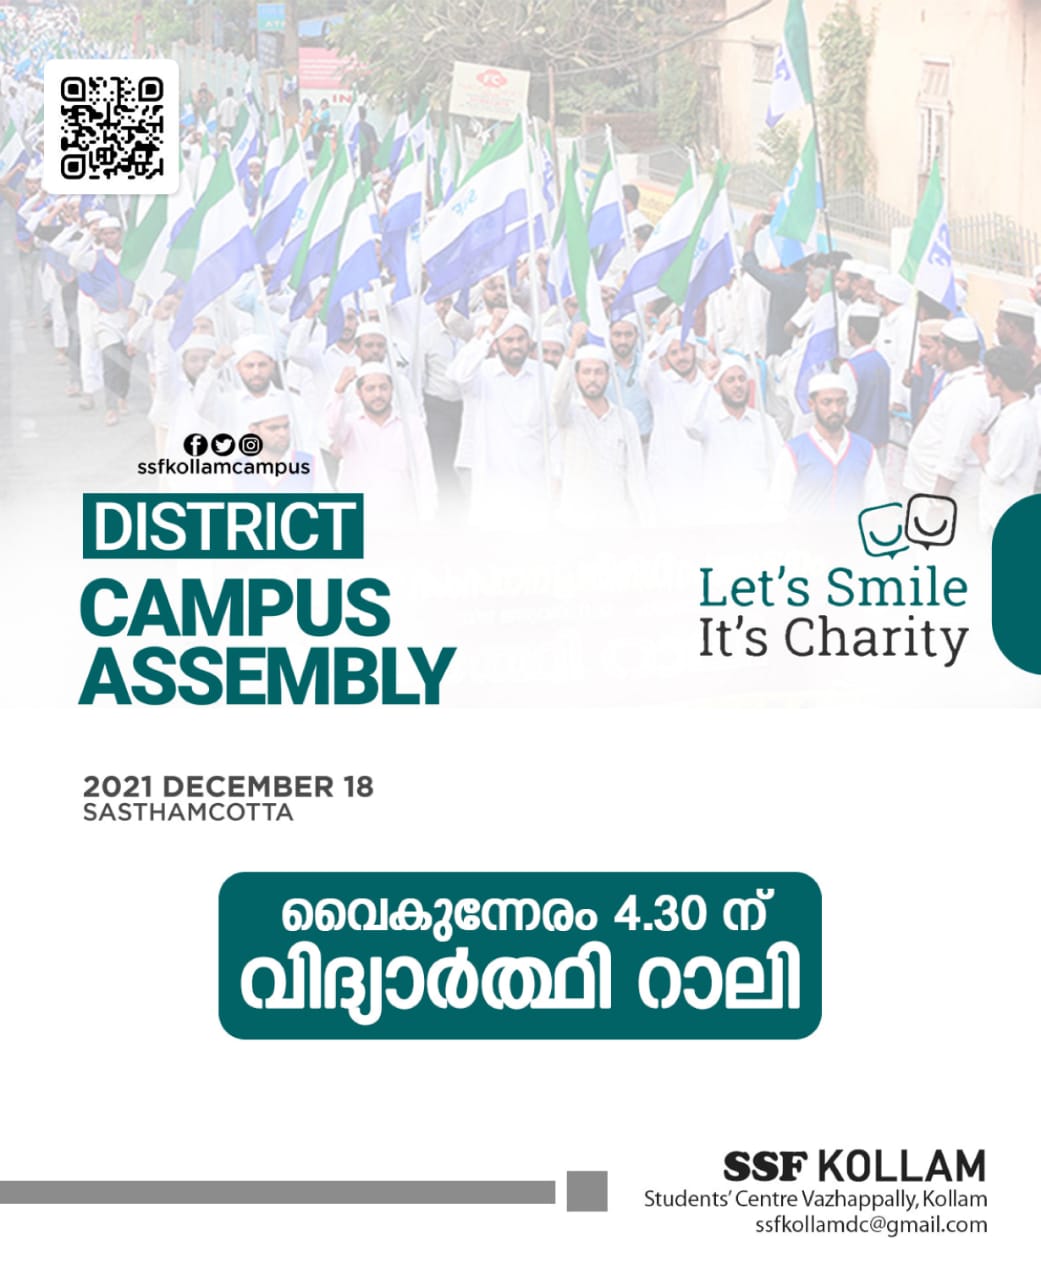 FC
ssfkollamcampus
DISTRICT
CAMPUS
ASSEMBLY
Let's Smile
It's Charity
2021 DECEMBER 18
SASTHAMCOTTA
വൈകുന്നേരം 4.30 ന്
വിദ്യാർത്ഥി റാലി
SSF KOLLAM
Students' Centre Vazhappally, Kollam
ssfkollamdc@gmail.com